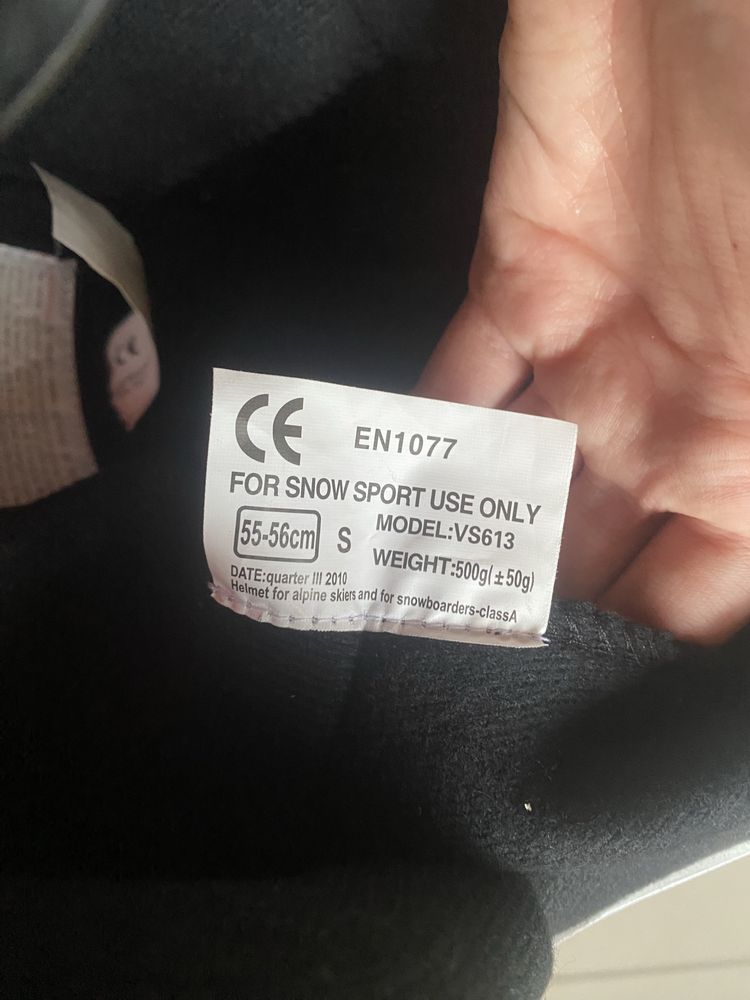 CE EN1077
FOR SNOW SPORT USE ONLY
55-56cm S MODEL:VS613
WEIGHT:500g(±50g)
DATE:quarter III 2010
Helmet for alpine skiers and for snowboarders-classA